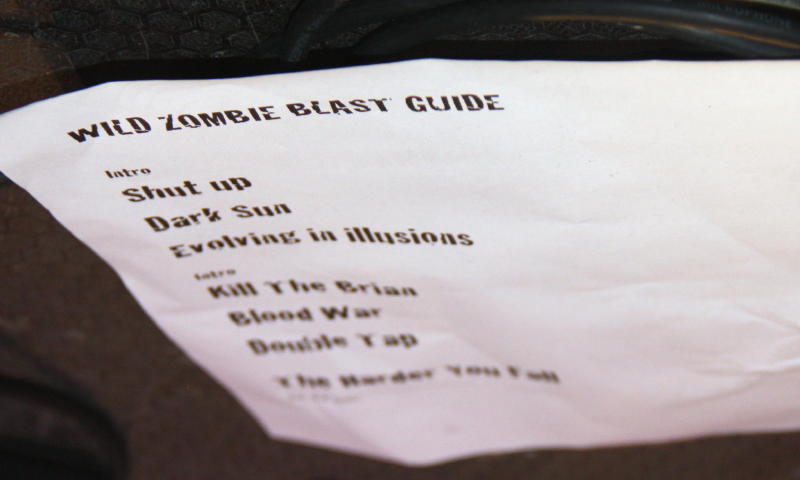 WILD ZOMBIE BLAST GUIDE
Intro
Shut up
Dark Sun
Evolving in illusions
Intro
Kill The Brian
Blood War
Double Tap
The Harder You Fall